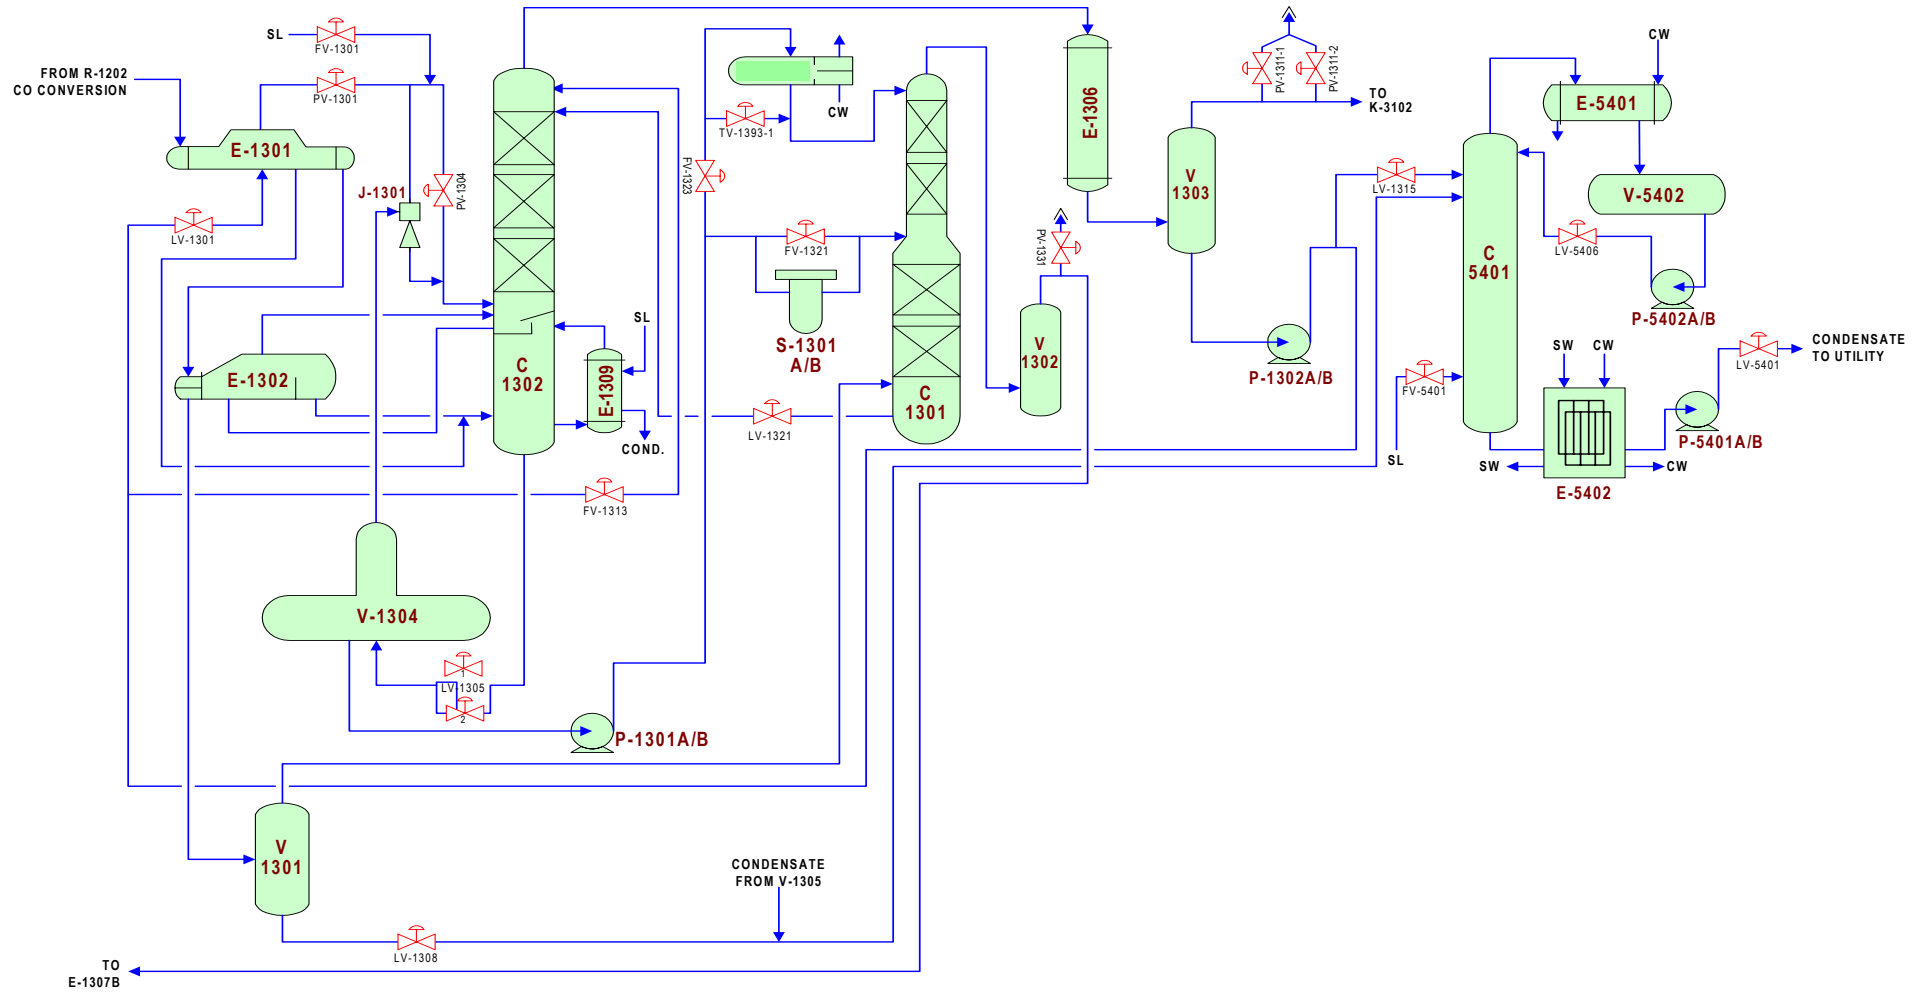 SL
FV-1301
FROM R-1202
CO CONVERSION
PV-1301
E-1301
J-1301
PV-1304
LV-1301
E-1302
C
1302
SL
E-1309
COND.
FV-1313
V-1304
1
LV-1305
2
P-1301A/B
V
1301
LV-1308
TO
E-1307B
CONDENSATE
FROM V-1305
CW
TV-1393-1
FV-1323
FV-1321
S-1301
A/B
C
1301
LV-1321
V
1302
PV-1331
E-1306
V
1303
PV-1311-1
PV-1311-2
TO
K-3102
P-1302A/B
LV-1315
C
5401
FV-5401
SL
CW
E-5401
V-5402
LV-5406
P-5402A/B
SW
CW
SW
CW
E-5402
P-5401A/B
LV-5401
CONDENSATE
TO UTILITY